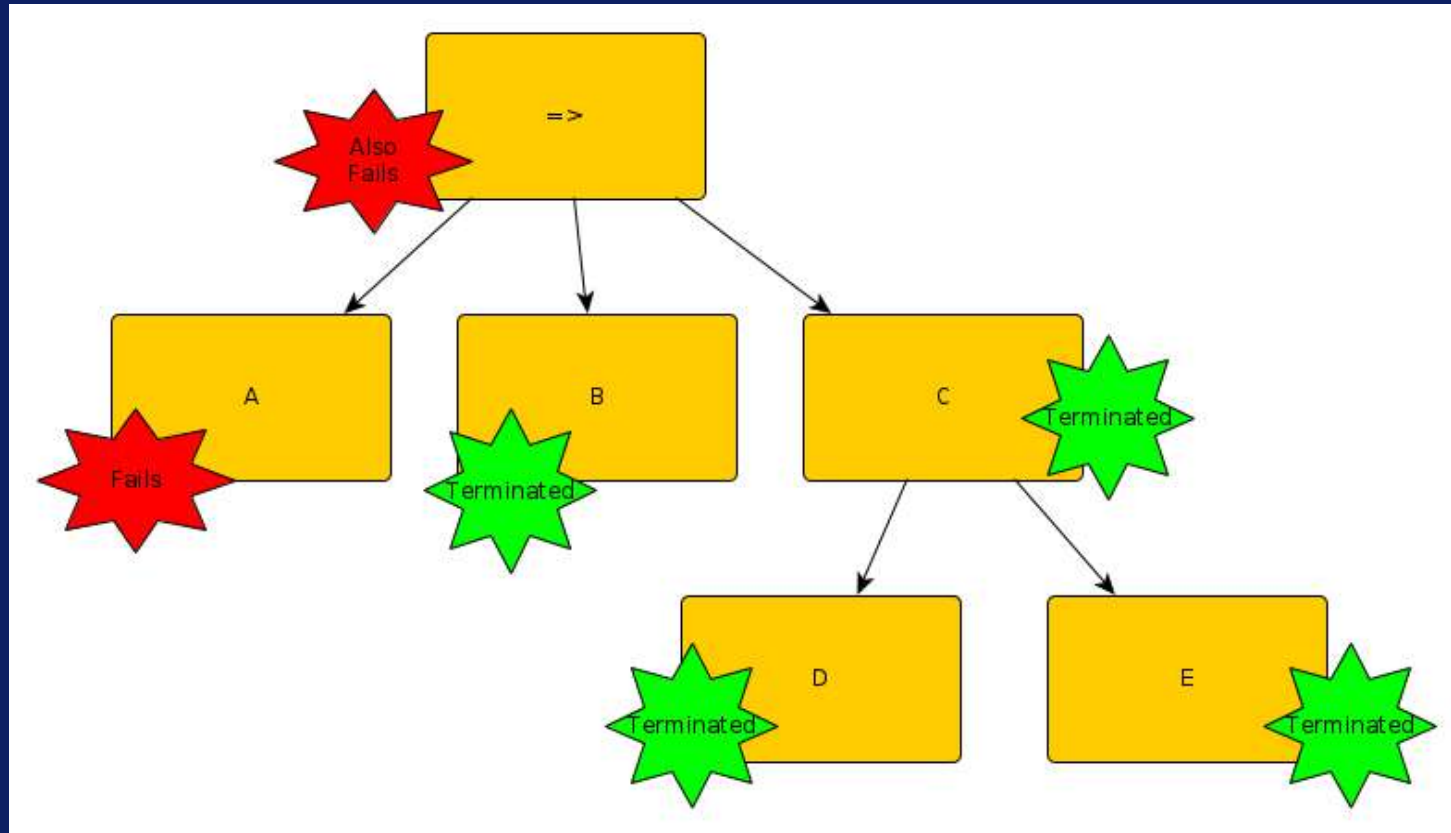 =>
Also
Fails
A
B
C
Terminated
Fails
Terminated
D
E
Terminated
Terminated